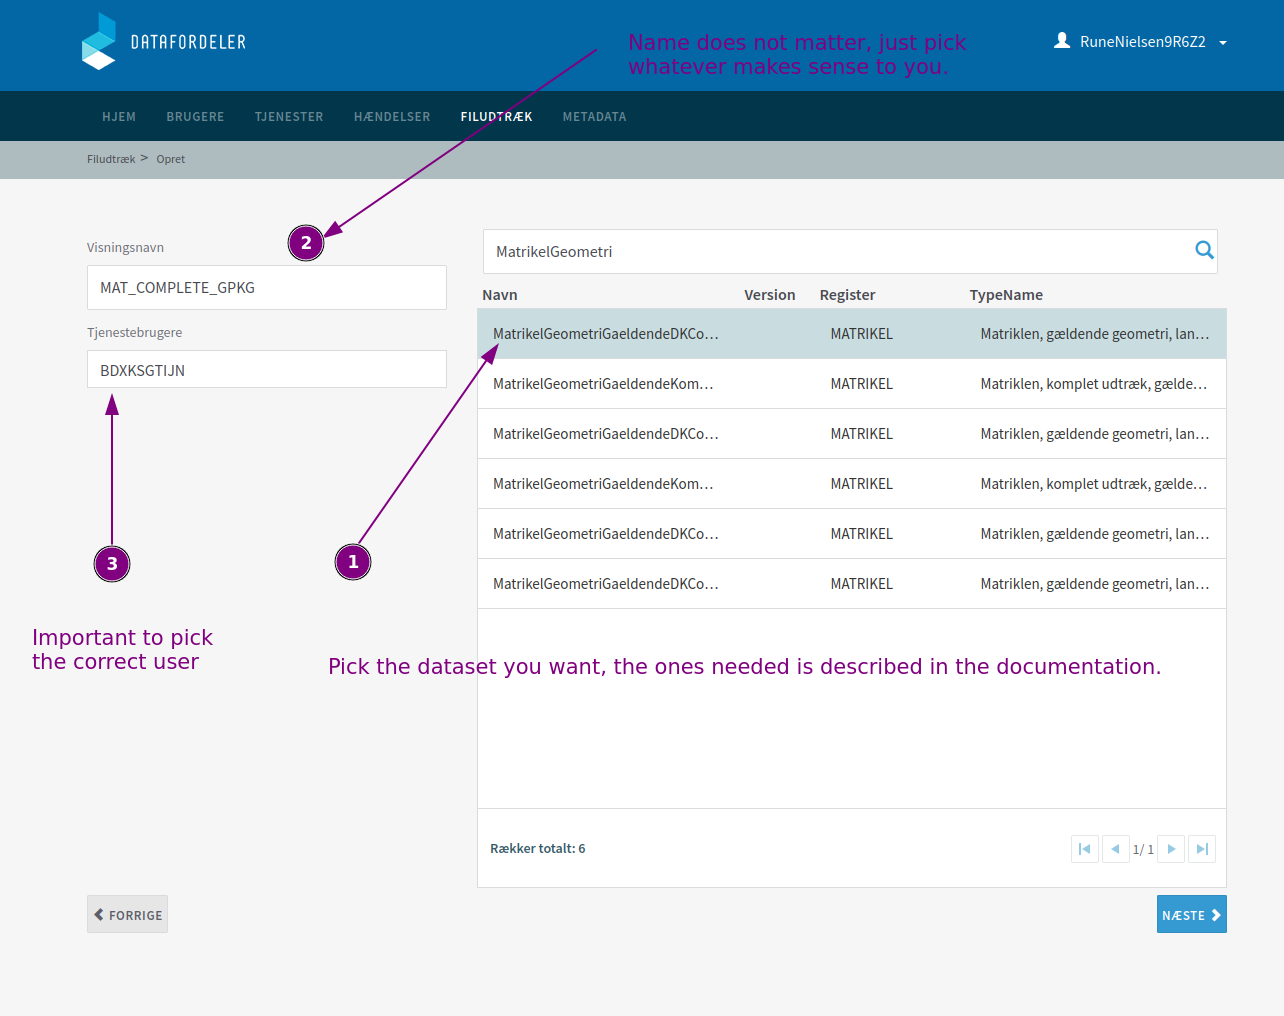 DATAFORDELER
Name does not matter, just pick
whatever makes sense to you.
RuneNielsen9R6Z2
HJEM BRUGERE TJENESTER HÆNDELSER FILUDTRÆK METADATA
Filudtræk > Opret
2
Visningsnavn
MAT_COMPLETE_GPKG
Tjenestebrugere
BDXKSGTIJN
3
Important to pick
the correct user
MatrikelGeometri
Navn Version Register TypeName
MatrikelGeometriGaeldendeDKCo... MATRIKEL Matriklen, gældende geometri, lan...
MatrikelGeometriGaeldendeKom... MATRIKEL Matriklen, komplet udtræk, gælde...
MatrikelGeometriGaeldendeDKCo... MATRIKEL Matriklen, gældende geometri, lan...
MatrikelGeometriGaeldendeKom... MATRIKEL Matriklen, komplet udtræk, gælde...
MatrikelGeometriGaeldendeDKCo... MATRIKEL Matriklen, gældende geometri, lan...
MatrikelGeometriGaeldendeDKCo... MATRIKEL Matriklen, gældende geometri, lan...
1
Pick the dataset you want, the ones needed is described in the documentation.
Rækker totalt: 6
1/ 1
FORRIGE
NÆSTE